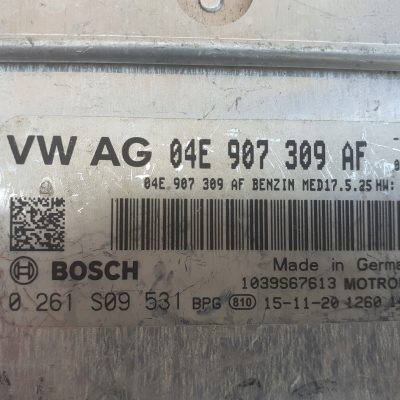 VW AG 04E 907 309 AF
04E 907 309 AF BENZIN MED17.5.25 HW:
BOSCH
Made in Germa
1039S67613 MOTRO
0 261 S09 531 BPG 810 15-11-20 1260